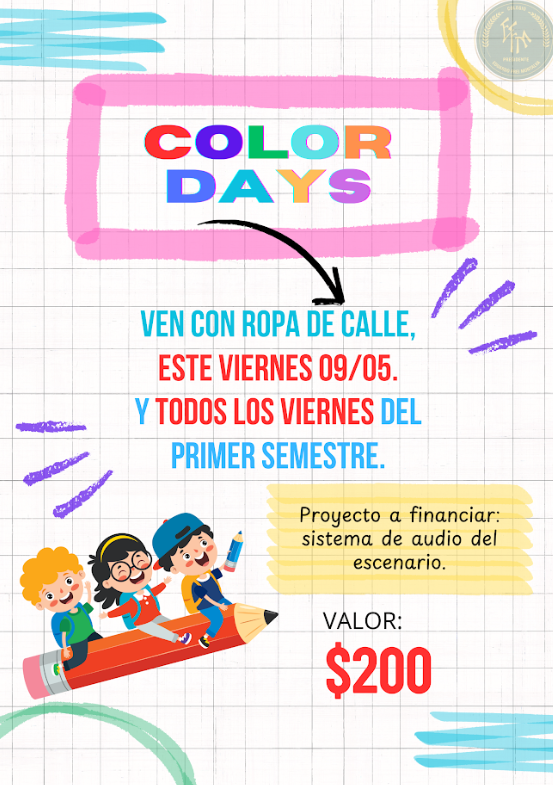 COLOR
DAYS
VEN CON ROPA DE CALLE,
ESTE VIERNES 09/05.
Y TODOS LOS VIERNES DEL
PRIMER SEMESTRE.
Proyecto a financiar:
sistema de audio del
escenario.
VALOR:
$200